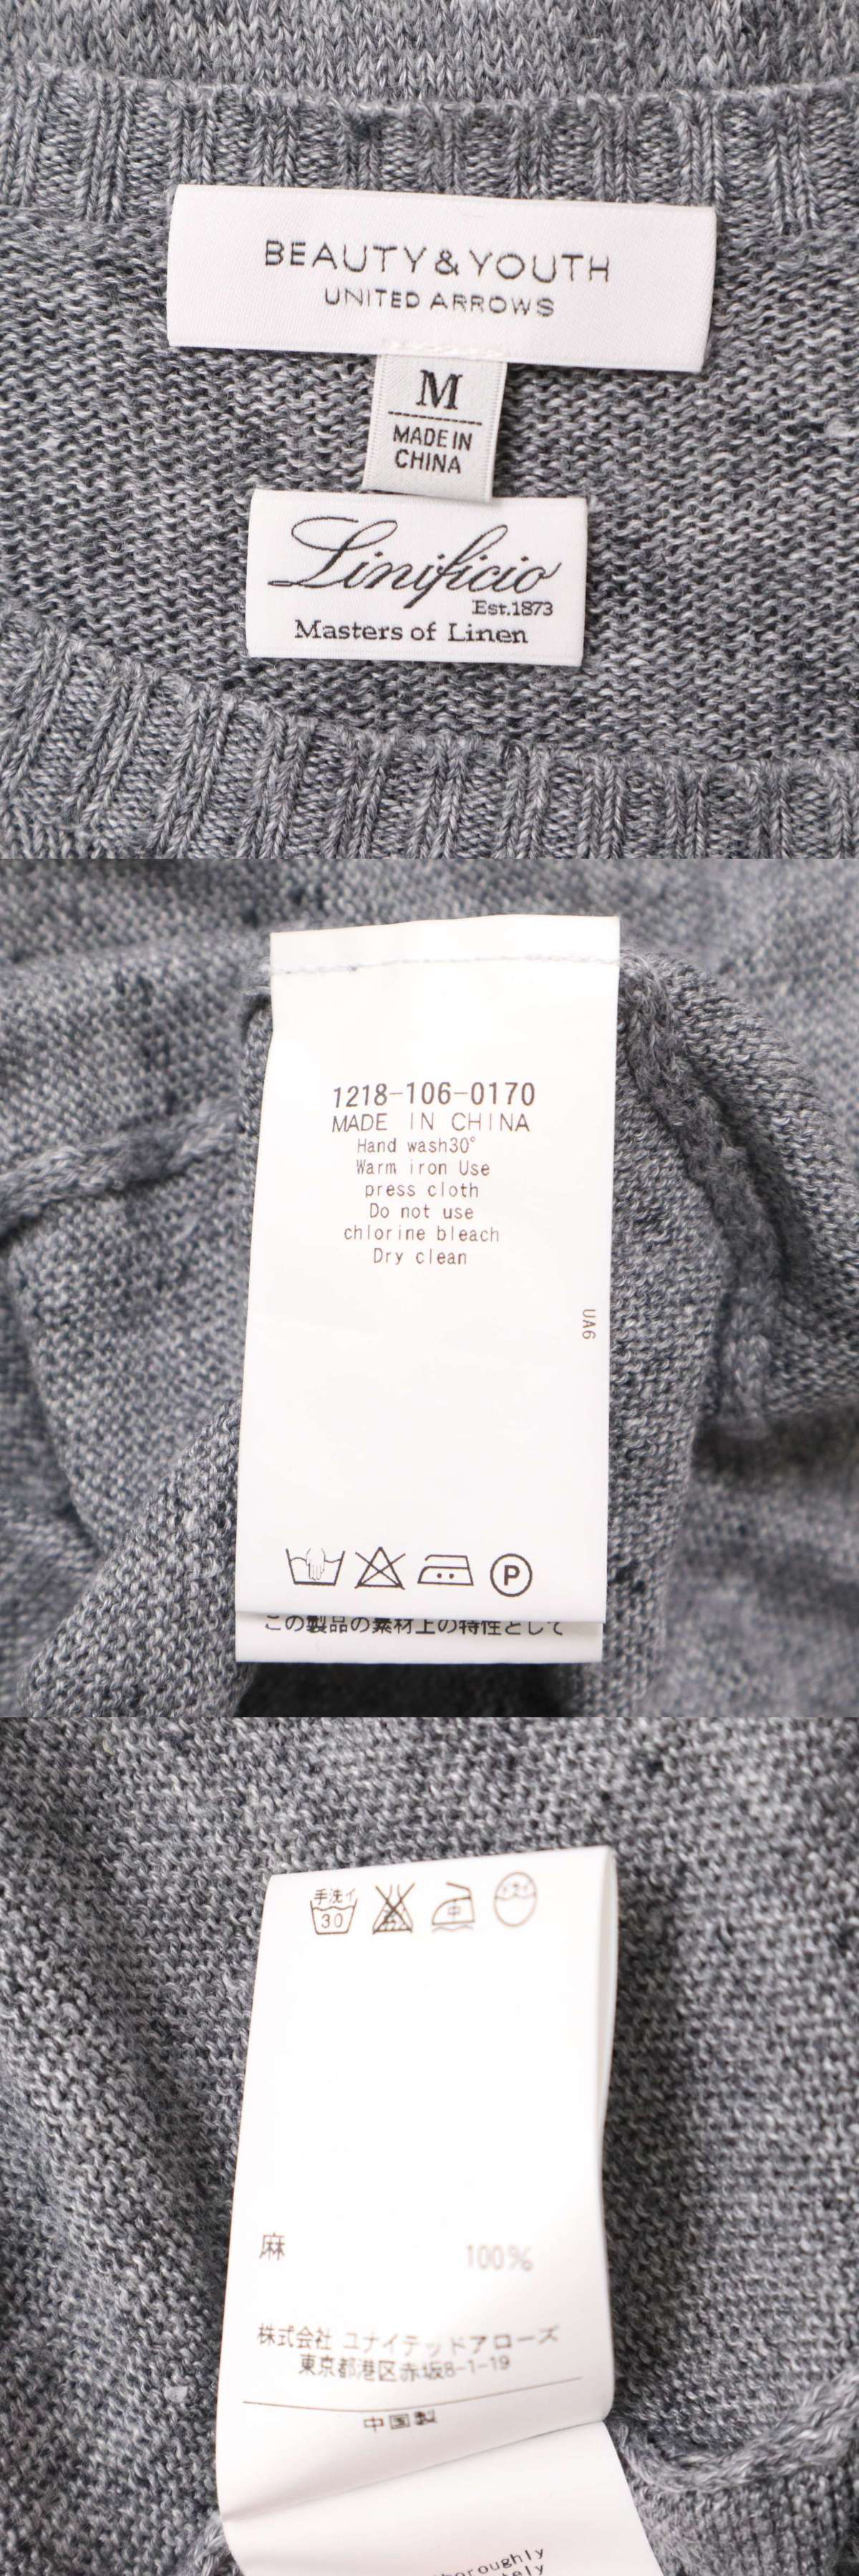 BEAUTY&YOUTH
UNITED ARROWS
M
MADE IN
CHINA
Linificio
Est.1873
Masters of Linen
1218-106-0170
MADE IN CHINA
Hand wash30°
Warm iron Use
press cloth
Do not use
chlorine bleach
Dry clean
UA6
P
この製品の素材上の特性として
手洗イ
30
中
麻 100%
株式会社 ユナイテッドアローズ
東京都港区赤坂8-1-19
中国製